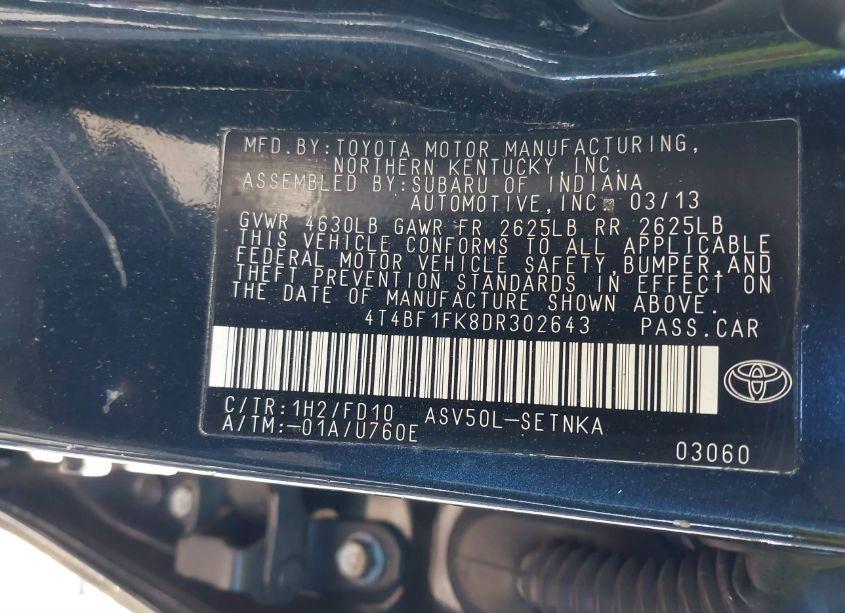 MFD.BY:TOYOTA MOTOR MANUFACTURING,
NORTHERN KENTUCKY,INC.
ASSEMBLED BY:SUBARU OF INDIANA
AUTOMOTIVE,INC. 03/13
GVWR 4630LB GAWR FR 2625LB RR 2625LB
THIS VEHICLE CONFORMS TO ALL APPLICABLE
FEDERAL MOTOR VEHICLE SAFETY,BUMPER,AND
THEFT PREVENTION STANDARDS IN EFFECT ON
THE DATE OF MANUFACTURE SHOWN ABOVE.
4T4BF1FK8DR302643 PASS.CAR
C/TR:1H2/FD10 ASV50L-SETNKA
A/TM:-01A/U760E
03060